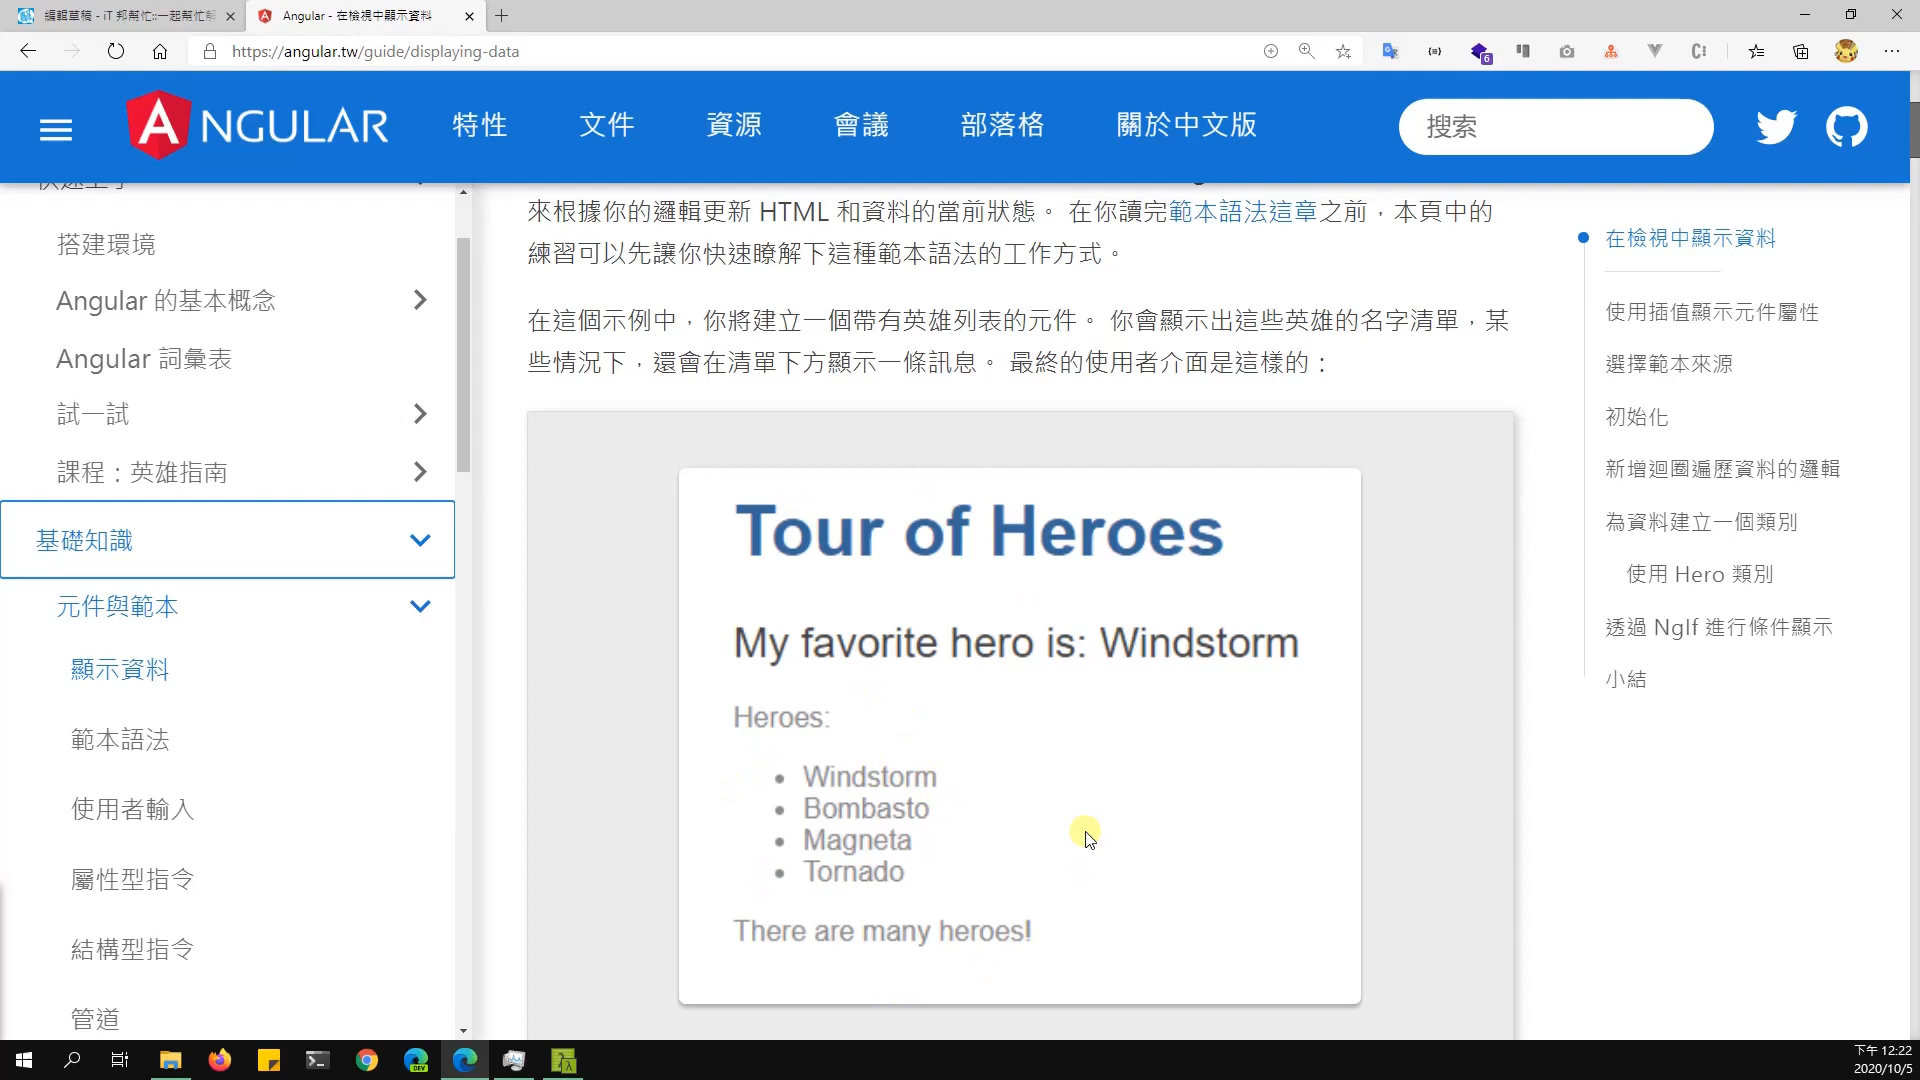 編輯草稿 - iT 邦幫忙::一起幫忙解
Angular - 在檢視中顯示資料
https://angular.tw/guide/displaying-data
6
ANGULAR
特性
文件
資源
會議
部落格
關於中文版
搜索
快速上手
搭建環境
Angular 的基本概念
Angular 詞彙表
試一試
課程：英雄指南
基礎知識
元件與範本
顯示資料
範本語法
使用者輸入
屬性型指令
結構型指令
管道
來根據你的邏輯更新 HTML 和資料的當前狀態。 在你讀完範本語法這章之前，本頁中的
練習可以先讓你快速瞭解下這種範本語法的工作方式。
在這個示例中，你將建立一個帶有英雄列表的元件。 你會顯示出這些英雄的名字清單，某
些情況下，還會在清單下方顯示一條訊息。 最終的使用者介面是這樣的：
Tour of Heroes
My favorite hero is: Windstorm
Heroes:
Windstorm
Bombasto
Magneta
Tornado
There are many heroes!
在檢視中顯示資料
使用插值顯示元件屬性
選擇範本來源
初始化
新增迴圈遍歷資料的邏輯
為資料建立一個類別
使用 Hero 類別
透過 NgIf 進行條件顯示
小結
DEV
下午 12:22
2020/10/5